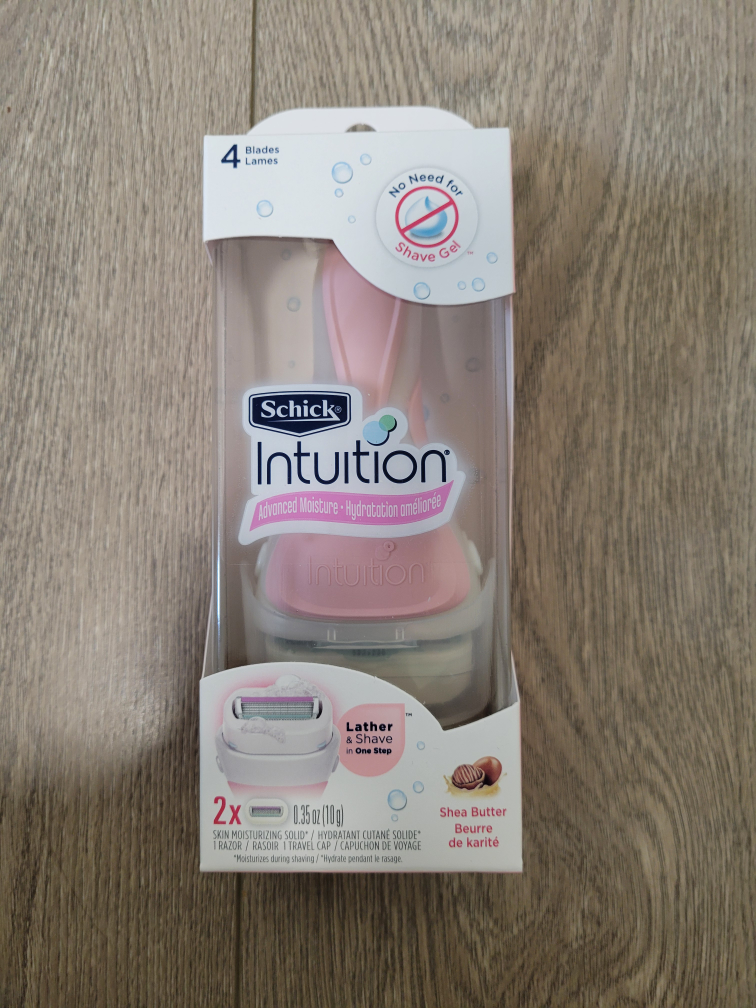 4 Blades
Lames
No Need for
Shave Gel™
Schick®
Intuition®
Advanced Moisture • Hydratation améliorée
Intuition
Lather
& Shave
in One Step
™
2x 0.35 oz (10 g)
SKIN MOISTURIZING SOLID* / HYDRATANT CUTANÉ SOLIDE*
1 RAZOR / RASOIR 1 TRAVEL CAP / CAPUCHON DE VOYAGE
*Moisturizes during shaving / *Hydrate pendant le rasage.
Shea Butter
Beurre
de karité